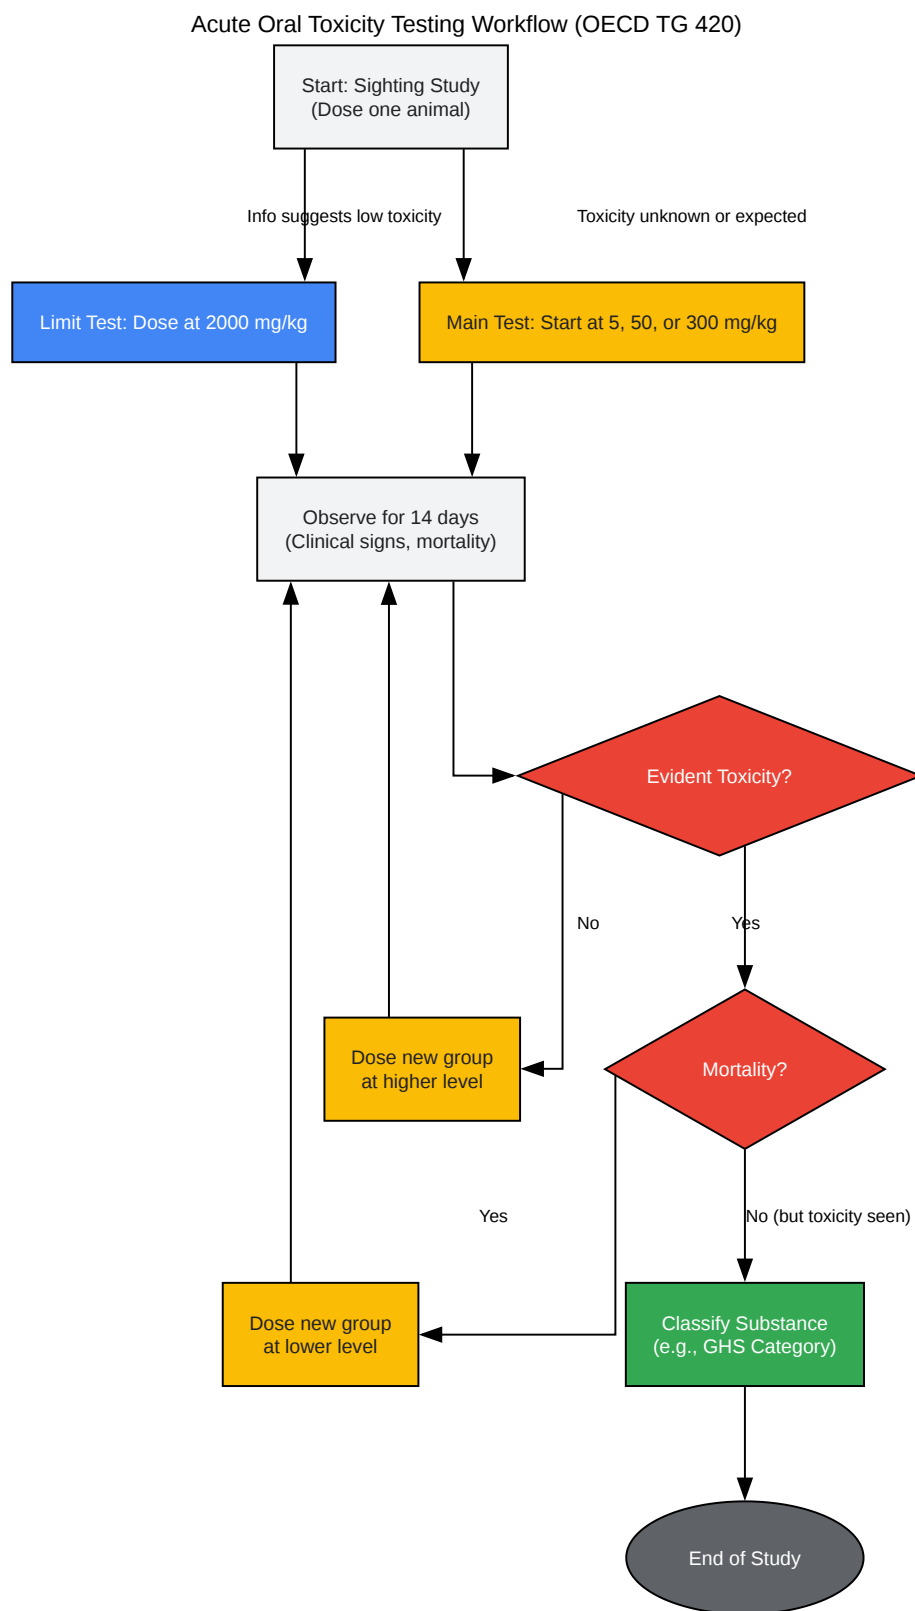 Acute Oral Toxicity Testing Workflow (OECD TG 420)
Start: Sighting Study
(Dose one animal)
Info suggests low toxicity
Toxicity unknown or expected
Limit Test: Dose at 2000 mg/kg
Main Test: Start at 5, 50, or 300 mg/kg
Observe for 14 days
(Clinical signs, mortality)
Evident Toxicity?
No
Yes
Dose new group
at higher level
Mortality?
Yes
No (but toxicity seen)
Dose new group
at lower level
Classify Substance
(e.g., GHS Category)
End of Study